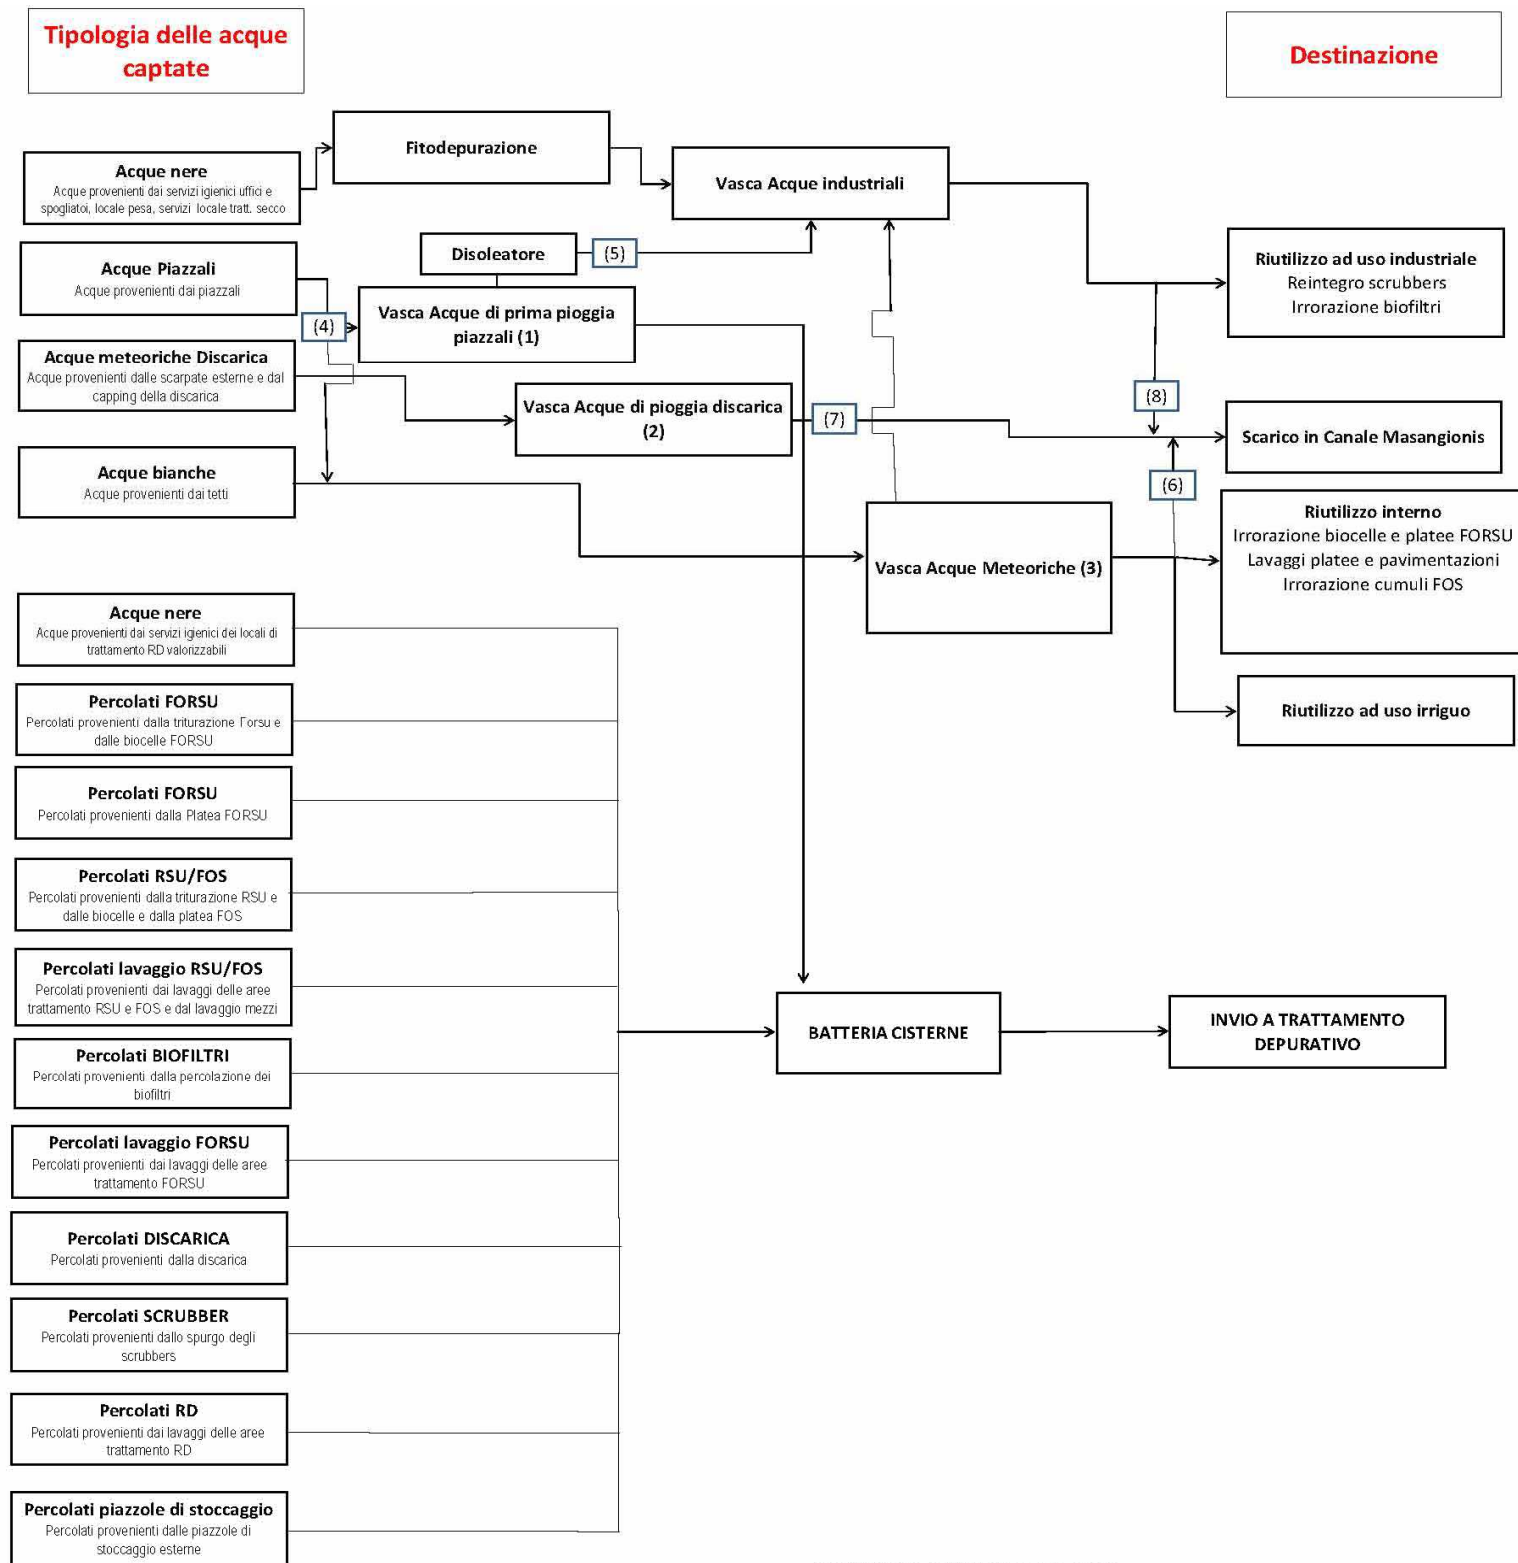 Tipologia delle acque
captate
Destinazione
Fitodepurazione
Acque nere
Acque provenienti dai servizi igienici uffici e
spogliatoi, locale pesa, servizi locale tratt. secco
Vasca Acque industriali
Disoleatore
(5)
Acque Piazzali
Acque provenienti dai piazzali
Riutilizzo ad uso industriale
Reintegro scrubbers
Irrorazione biofiltri
(4)
Vasca Acque di prima pioggia
piazzali (1)
Acque meteoriche Discarica
Acque provenienti dalle scarpate esterne e dal
capping della discarica
Vasca Acque di pioggia discarica
(2)
(7)
(8)
Scarico in Canale Masangionis
Acque bianche
Acque provenienti dai tetti
(6)
Riutilizzo interno
Irrorazione biocelle e platee FORSU
Lavaggi platee e pavimentazioni
Irrorazione cumuli FOS
Vasca Acque Meteoriche (3)
Acque nere
Acque provenienti dai servizi igienici dei locali di
trattamento RD valorizzabili
Riutilizzo ad uso irriguo
Percolati FORSU
Percolati provenienti dalla triturazione Forsu e
dalle biocelle FORSU
Percolati FORSU
Percolati provenienti dalla Platea FORSU
Percolati RSU/FOS
Percolati provenienti dalla triturazione RSU e
dalle biocelle e dalla platea FOS
Percolati lavaggio RSU/FOS
Percolati provenienti dai lavaggi delle aree
trattamento RSU e FOS e dal lavaggio mezzi
BATTERIA CISTERNE
INVIO A TRATTAMENTO
DEPURATIVO
Percolati BIOFILTRI
Percolati provenienti dalla percolazione dei
biofiltri
Percolati lavaggio FORSU
Percolati provenienti dai lavaggi delle aree
trattamento FORSU
Percolati DISCARICA
Percolati provenienti dalla discarica
Percolati SCRUBBER
Percolati provenienti dallo spurgo degli
scrubbers
Percolati RD
Percolati provenienti dai lavaggi delle aree
trattamento RD
Percolati piazzole di stoccaggio
Percolati provenienti dalle piazzole di
stoccaggio esterne